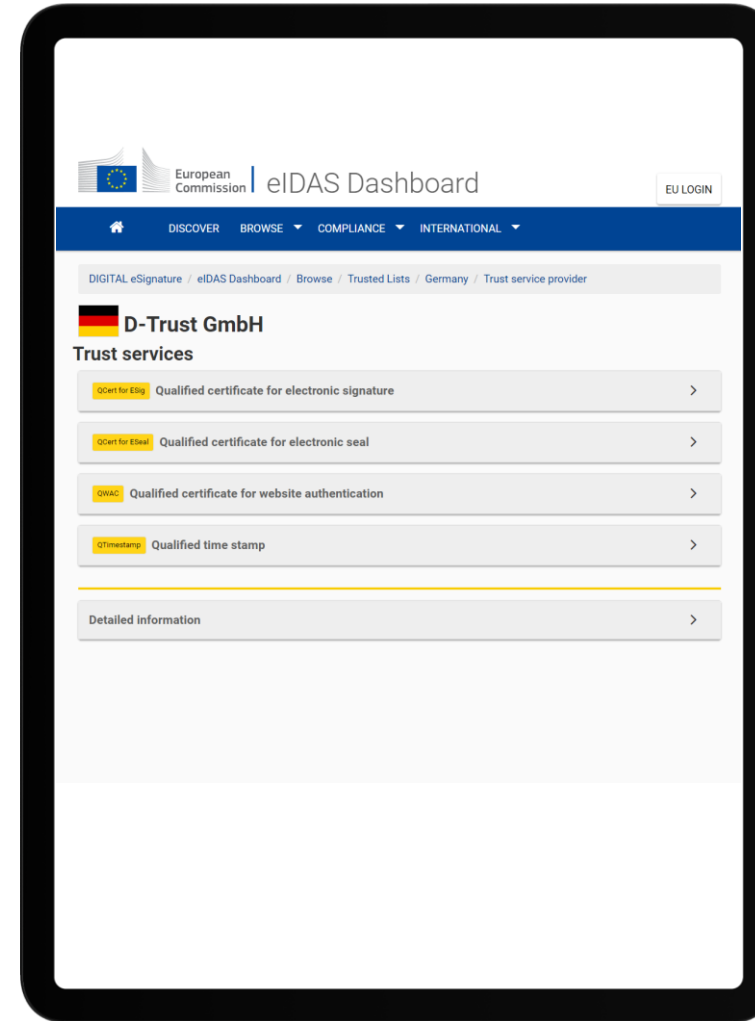 European
Commission
eIDAS Dashboard
EU LOGIN
DISCOVER BROWSE COMPLIANCE INTERNATIONAL
DIGITAL eSignature / eIDAS Dashboard / Browse / Trusted Lists / Germany / Trust service provider
D-Trust GmbH
Trust services
QCert for ESig Qualified certificate for electronic signature
QCert for ESeal Qualified certificate for electronic seal
QWAC Qualified certificate for website authentication
QTimestamp Qualified time stamp
Detailed information